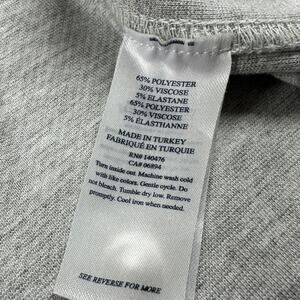 65% POLYESTER
30% VISCOSE
5% ELASTANE
65% POLYESTER
30% VISCOSE
5% ÉLASTHANNE
MADE IN TURKEY
FABRIQUÉ EN TURQUIE
RN# 140476
CA# 06894
Turn inside out. Machine wash cold
with like colors. Gentle cycle. Do
not bleach. Tumble dry low. Remove
promptly. Cool iron when needed.
SEE REVERSE FOR MORE